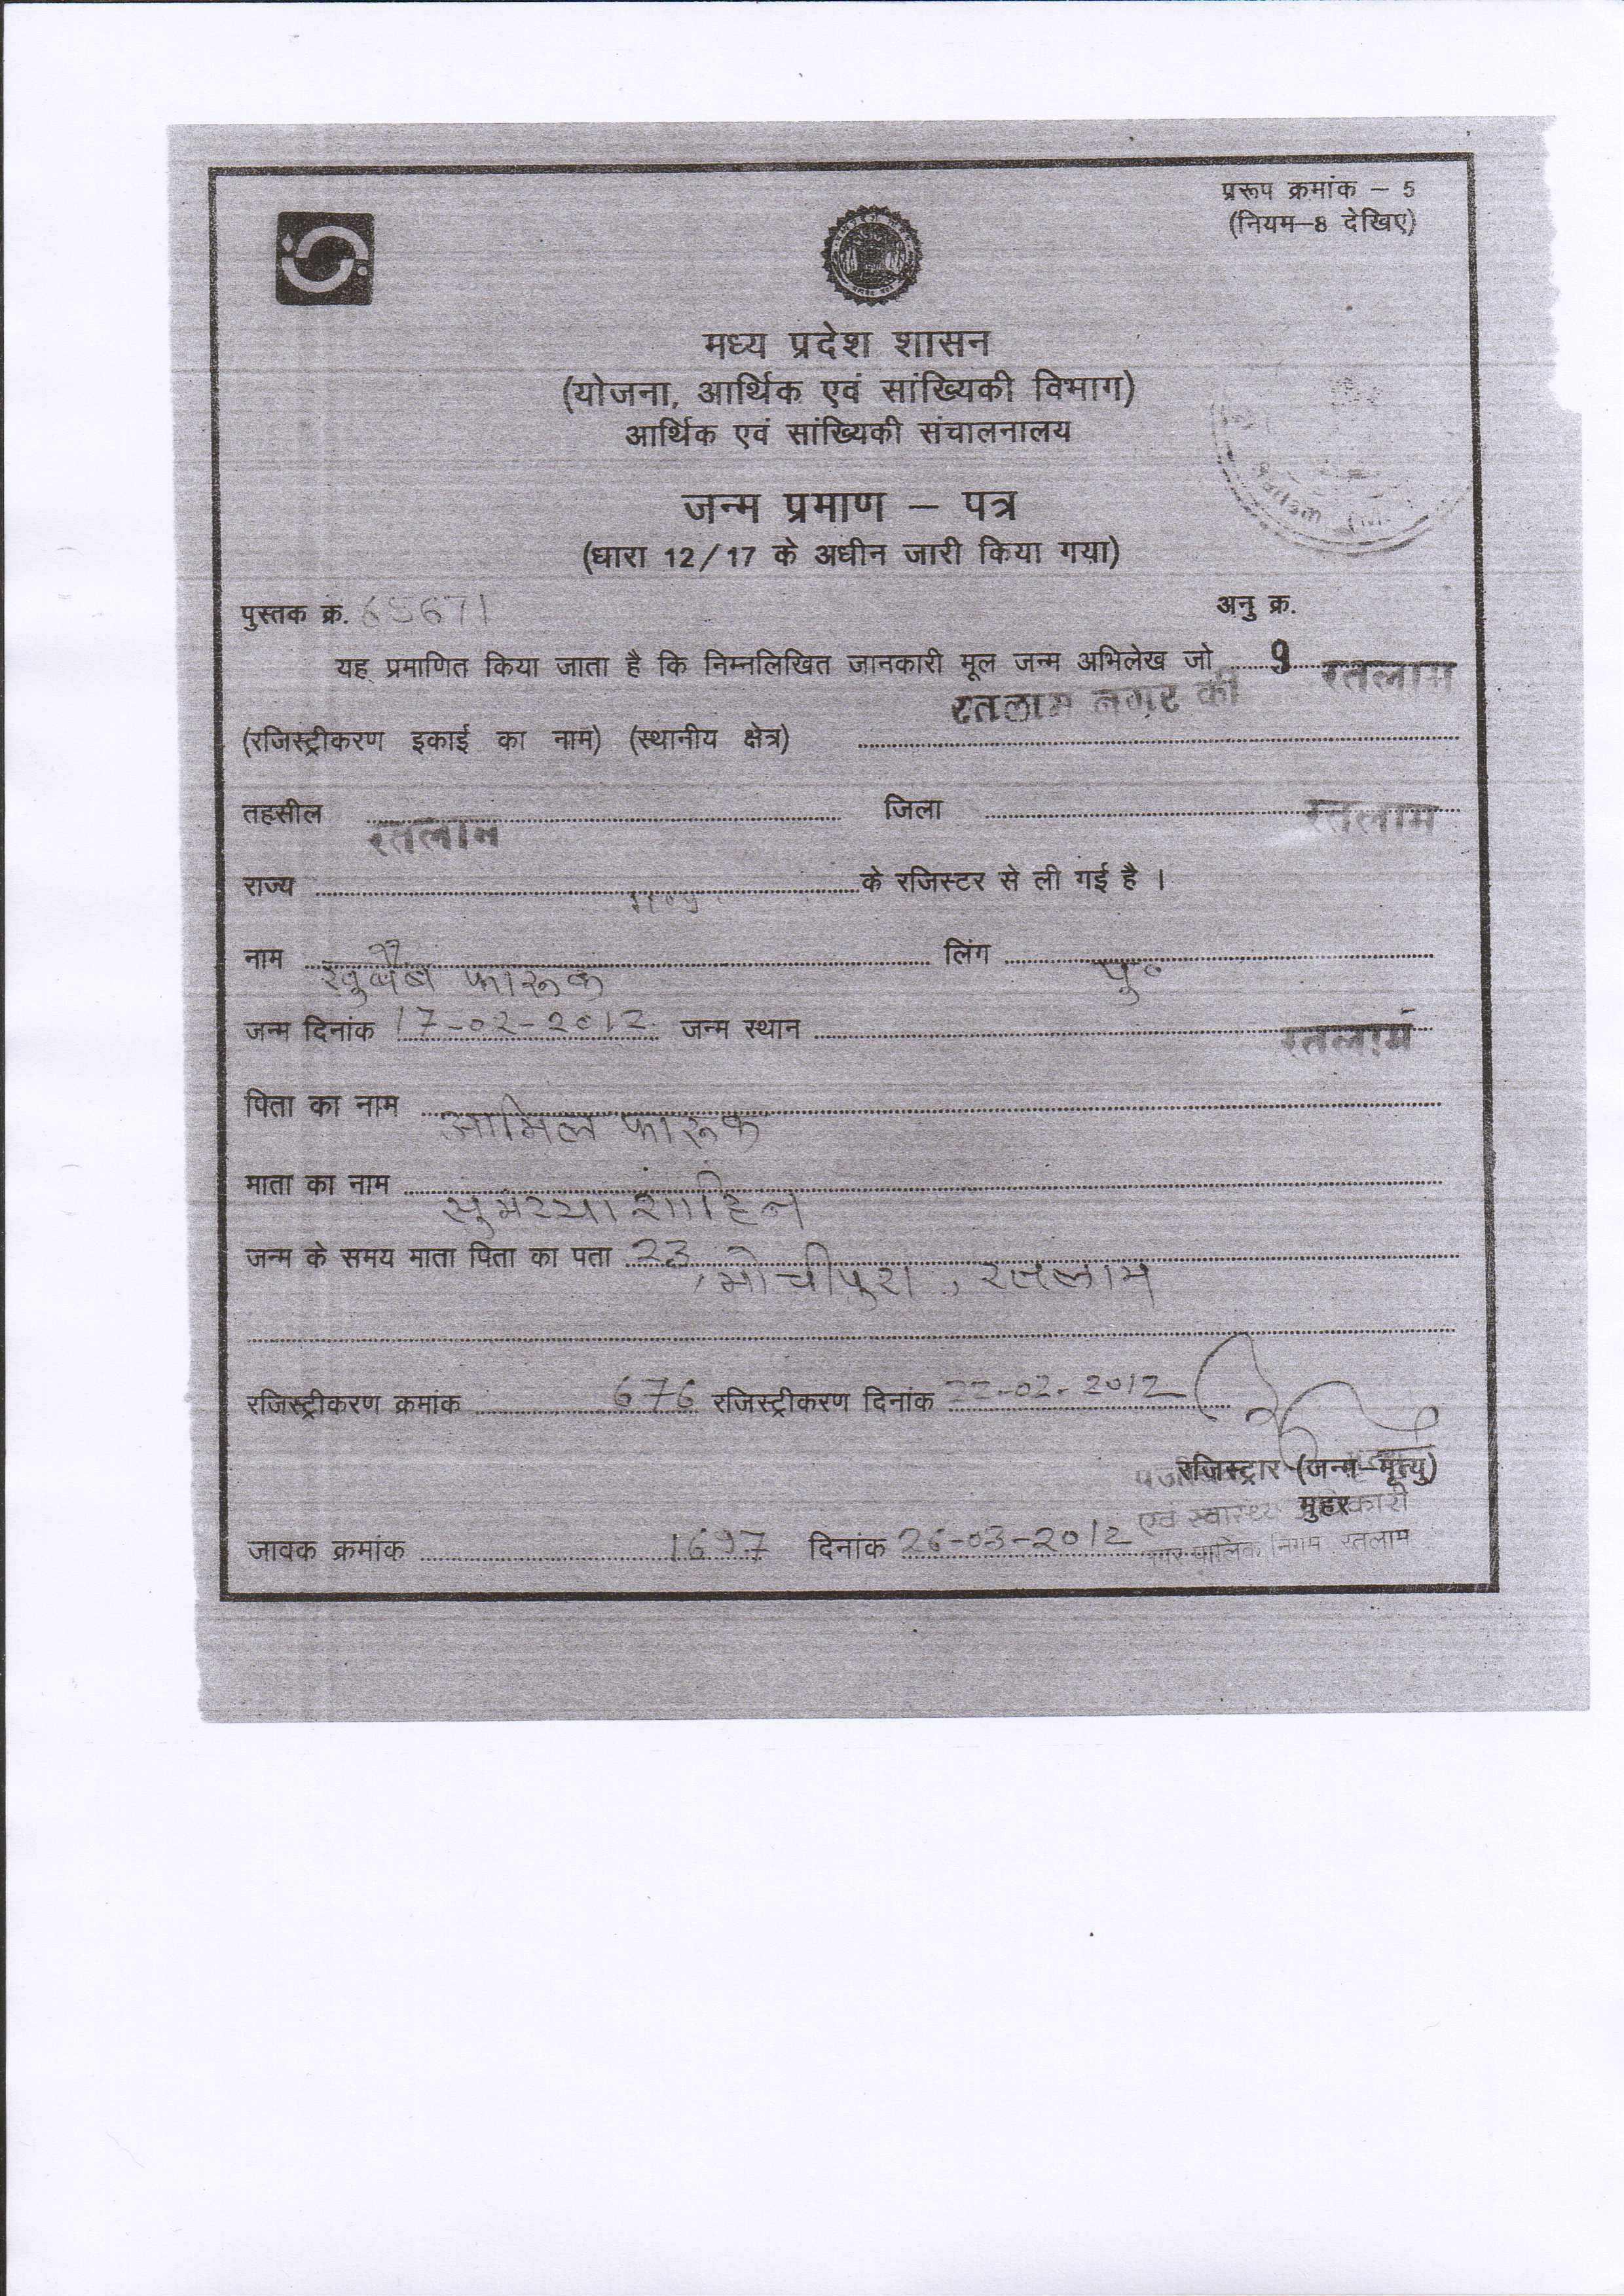 प्ररूप क्रमांक – 5
(नियम–8 देखिए)
मध्य प्रदेश शासन
(योजना, आर्थिक एवं सांख्यिकी विभाग)
आर्थिक एवं सांख्यिकी संचालनालय
जन्म प्रमाण – पत्र
(धारा 12/17 के अधीन जारी किया गया)
Ratlam
पुस्तक क्र. 65671 अनु क्र.
यह प्रमाणित किया जाता है कि निम्नलिखित जानकारी मूल जन्म अभिलेख जो 9 रतलाम
रतलाम नगर की
(रजिस्ट्रीकरण इकाई का नाम) (स्थानीय क्षेत्र)
तहसील रतलाम जिला रतलाम
राज्य के रजिस्टर से ली गई है ।
नाम खुबैब फारूक लिंग पु०
जन्म दिनांक 17-02-2012 जन्म स्थान रतलाम
पिता का नाम आमिल फारूक
माता का नाम सुमय्या शाहिन
जन्म के समय माता पिता का पता 23, मोचीपुरा, रतलाम
रजिस्ट्रीकरण क्रमांक 676 रजिस्ट्रीकरण दिनांक 22-02-2012
रजिस्ट्रार (जन्म–मृत्यु)
एवं स्वास्थ्य मुहर
जावक क्रमांक 1697 दिनांक 26-03-2012 पालिक निगम रतलाम